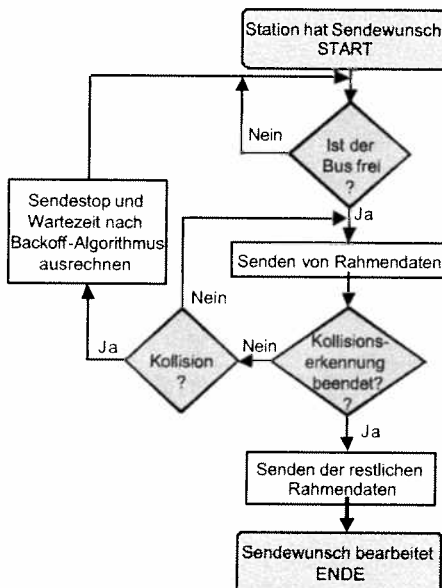 Station hat Sendewunsch
START
Nein
Ist der
Bus frei
?
Ja
Sendestop und
Wartezeit nach
Backoff-Algorithmus
ausrechnen
Senden von Rahmendaten
Nein
Ja
Kollision
?
Nein
Kollisions-
erkennung
beendet?
?
Ja
Senden der restlichen
Rahmendaten
Sendewunsch bearbeitet
ENDE